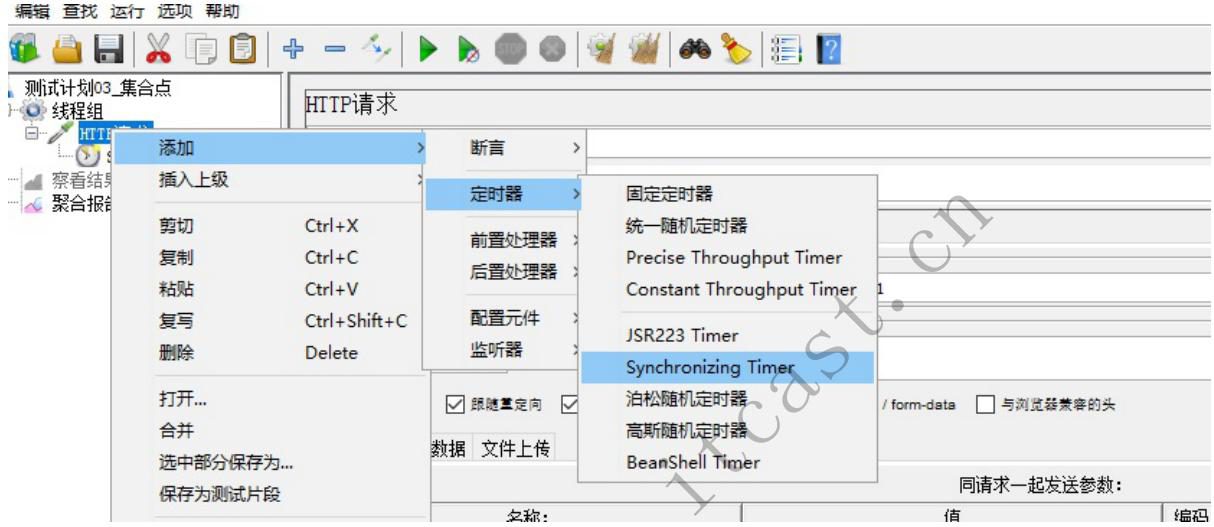 编辑 查找 运行 选项 帮助
STOP
测试计划03_集合点
线程组
HTTP请求
察看结果
聚合报告
HTTP请求
添加
插入上级
剪切 Ctrl+X
复制 Ctrl+C
粘贴 Ctrl+V
复写 Ctrl+Shift+C
删除 Delete
打开...
合并
选中部分保存为...
保存为测试片段
断言
定时器
前置处理器
后置处理器
配置元件
监听器
固定定时器
统一随机定时器
Precise Throughput Timer
Constant Throughput Timer
JSR223 Timer
Synchronizing Timer
泊松随机定时器
高斯随机定时器
BeanShell Timer
1
跟随重定向
/ form-data 与浏览器兼容的头
数据 文件上传
同请求一起发送参数:
名称: 值 编码
itcast.cn